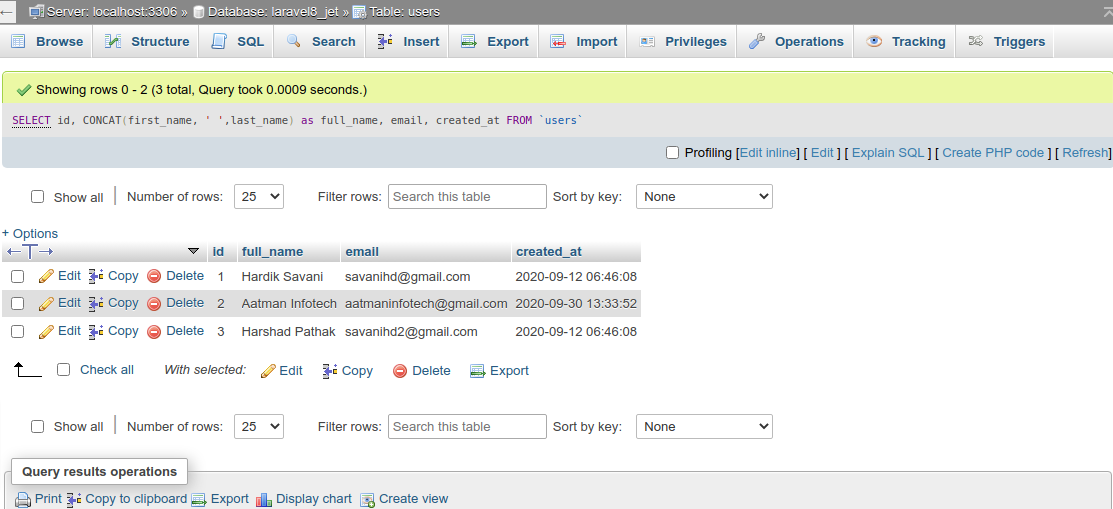 Server: localhost:3306 » Database: laravel8_jet » Table: users
Browse Structure SQL Search Insert Export Import Privileges Operations Tracking Triggers
Showing rows 0 - 2 (3 total, Query took 0.0009 seconds.)
SELECT id, CONCAT(first_name, ' ',last_name) as full_name, email, created_at FROM `users`
Profiling [Edit inline] [ Edit ] [ Explain SQL ] [ Create PHP code ] [ Refresh]
Show all Number of rows: 25 Filter rows: Search this table Sort by key: None
+ Options
id full_name email created_at
Edit Copy Delete 1 Hardik Savani savanihd@gmail.com 2020-09-12 06:46:08
Edit Copy Delete 2 Aatman Infotech aatmaninfotech@gmail.com 2020-09-30 13:33:52
Edit Copy Delete 3 Harshad Pathak savanihd2@gmail.com 2020-09-12 06:46:08
Check all With selected: Edit Copy Delete Export
Show all Number of rows: 25 Filter rows: Search this table Sort by key: None
Query results operations
Print Copy to clipboard Export Display chart Create view